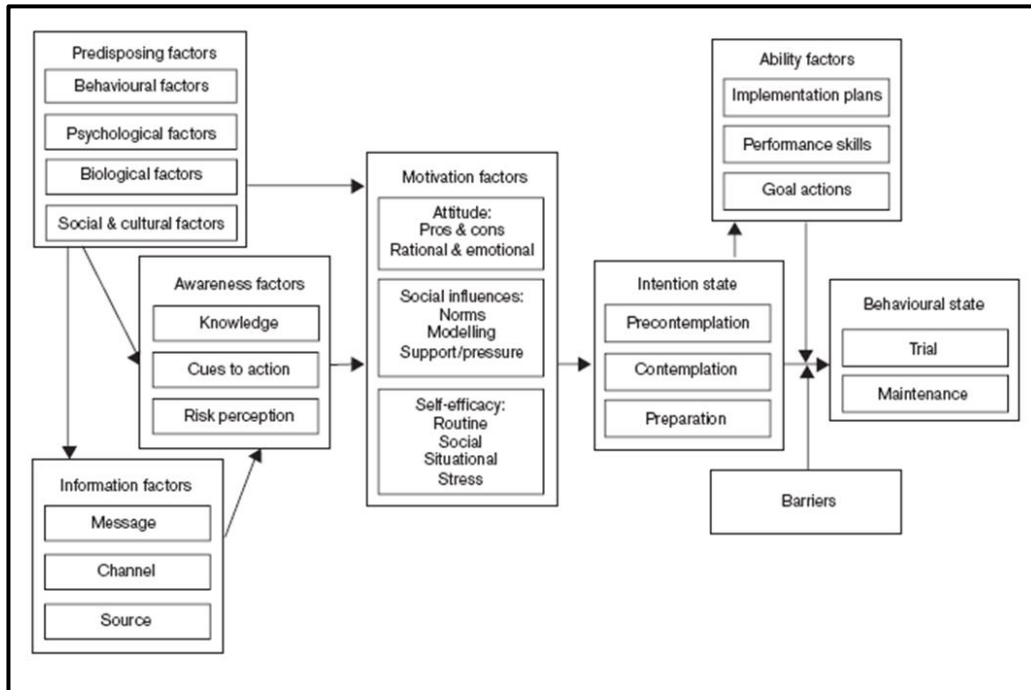 Predisposing factors
Behavioural factors
Psychological factors
Biological factors
Social & cultural factors
Awareness factors
Knowledge
Cues to action
Risk perception
Information factors
Message
Channel
Source
Motivation factors
Attitude:
Pros & cons
Rational & emotional
Social influences:
Norms
Modelling
Support/pressure
Self-efficacy:
Routine
Social
Situational
Stress
Intention state
Precontemplation
Contemplation
Preparation
Ability factors
Implementation plans
Performance skills
Goal actions
Barriers
Behavioural state
Trial
Maintenance